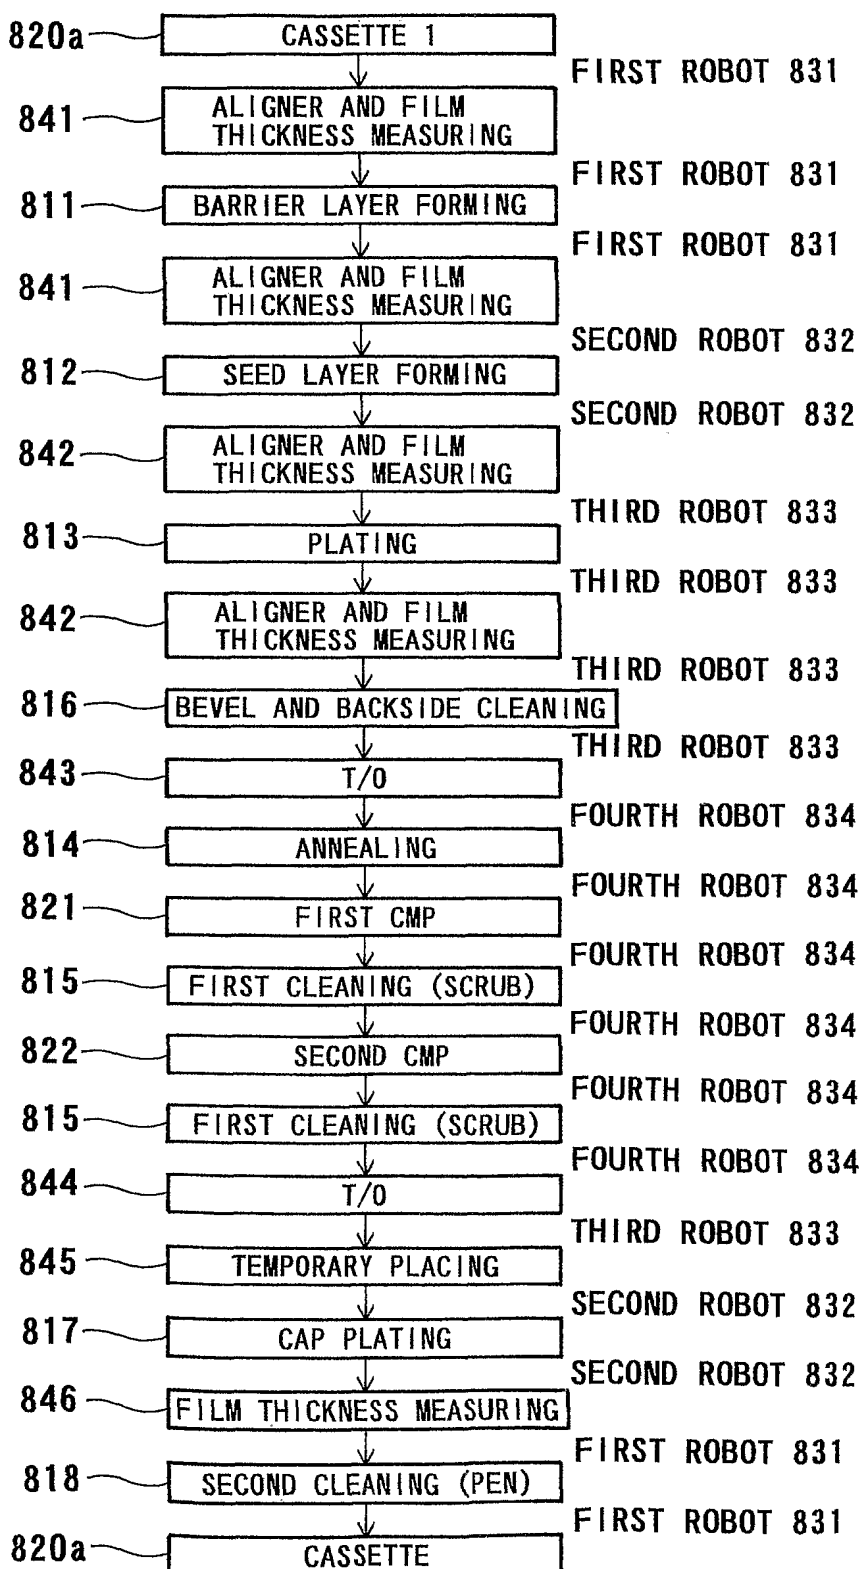 820a CASSETTE 1
FIRST ROBOT 831
841 ALIGNER AND FILM
THICKNESS MEASURING
FIRST ROBOT 831
811 BARRIER LAYER FORMING
FIRST ROBOT 831
841 ALIGNER AND FILM
THICKNESS MEASURING
SECOND ROBOT 832
812 SEED LAYER FORMING
SECOND ROBOT 832
842 ALIGNER AND FILM
THICKNESS MEASURING
THIRD ROBOT 833
813 PLATING
THIRD ROBOT 833
842 ALIGNER AND FILM
THICKNESS MEASURING
THIRD ROBOT 833
816 BEVEL AND BACKSIDE CLEANING
THIRD ROBOT 833
843 T/O
FOURTH ROBOT 834
814 ANNEALING
FOURTH ROBOT 834
821 FIRST CMP
FOURTH ROBOT 834
815 FIRST CLEANING (SCRUB)
FOURTH ROBOT 834
822 SECOND CMP
FOURTH ROBOT 834
815 FIRST CLEANING (SCRUB)
FOURTH ROBOT 834
844 T/O
THIRD ROBOT 833
845 TEMPORARY PLACING
SECOND ROBOT 832
817 CAP PLATING
SECOND ROBOT 832
846 FILM THICKNESS MEASURING
FIRST ROBOT 831
818 SECOND CLEANING (PEN)
FIRST ROBOT 831
820a CASSETTE